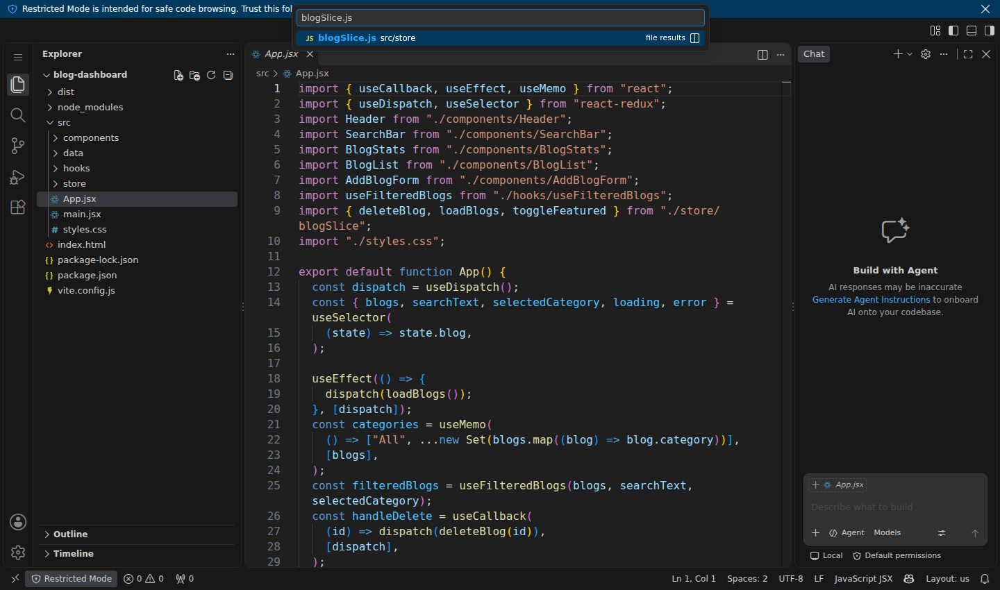 Restricted Mode is intended for safe code browsing. Trust this fol
blogSlice.js
JS blogSlice.js src/store file results
Explorer
blog-dashboard
dist
node_modules
src
components
data
hooks
store
App.jsx
main.jsx
# styles.css
<> index.html
{} package-lock.json
{} package.json
vite.config.js
Outline
Timeline
App.jsx
src > App.jsx
1 import { useCallback, useEffect, useMemo } from "react";
2 import { useDispatch, useSelector } from "react-redux";
3 import Header from "./components/Header";
4 import SearchBar from "./components/SearchBar";
5 import BlogStats from "./components/BlogStats";
6 import BlogList from "./components/BlogList";
7 import AddBlogForm from "./components/AddBlogForm";
8 import useFilteredBlogs from "./hooks/useFilteredBlogs";
9 import { deleteBlog, loadBlogs, toggleFeatured } from "./store/
blogSlice";
10 import "./styles.css";
11
12 export default function App() {
13 const dispatch = useDispatch();
14 const { blogs, searchText, selectedCategory, loading, error } =
useSelector(
15 (state) => state.blog,
16 );
17
18 useEffect(() => {
19 dispatch(loadBlogs());
20 }, [dispatch]);
21 const categories = useMemo(
22 () => ["All", ...new Set(blogs.map((blog) => blog.category))],
23 [blogs],
24 );
25 const filteredBlogs = useFilteredBlogs(blogs, searchText,
selectedCategory);
26 const handleDelete = useCallback(
27 (id) => dispatch(deleteBlog(id)),
28 [dispatch],
29 );
Chat
Build with Agent
AI responses may be inaccurate
Generate Agent Instructions to onboard
AI onto your codebase.
App.jsx
Describe what to build
Agent Models
Local Default permissions
Restricted Mode 0 0 0 Ln 1, Col 1 Spaces: 2 UTF-8 LF JavaScript JSX Layout: us